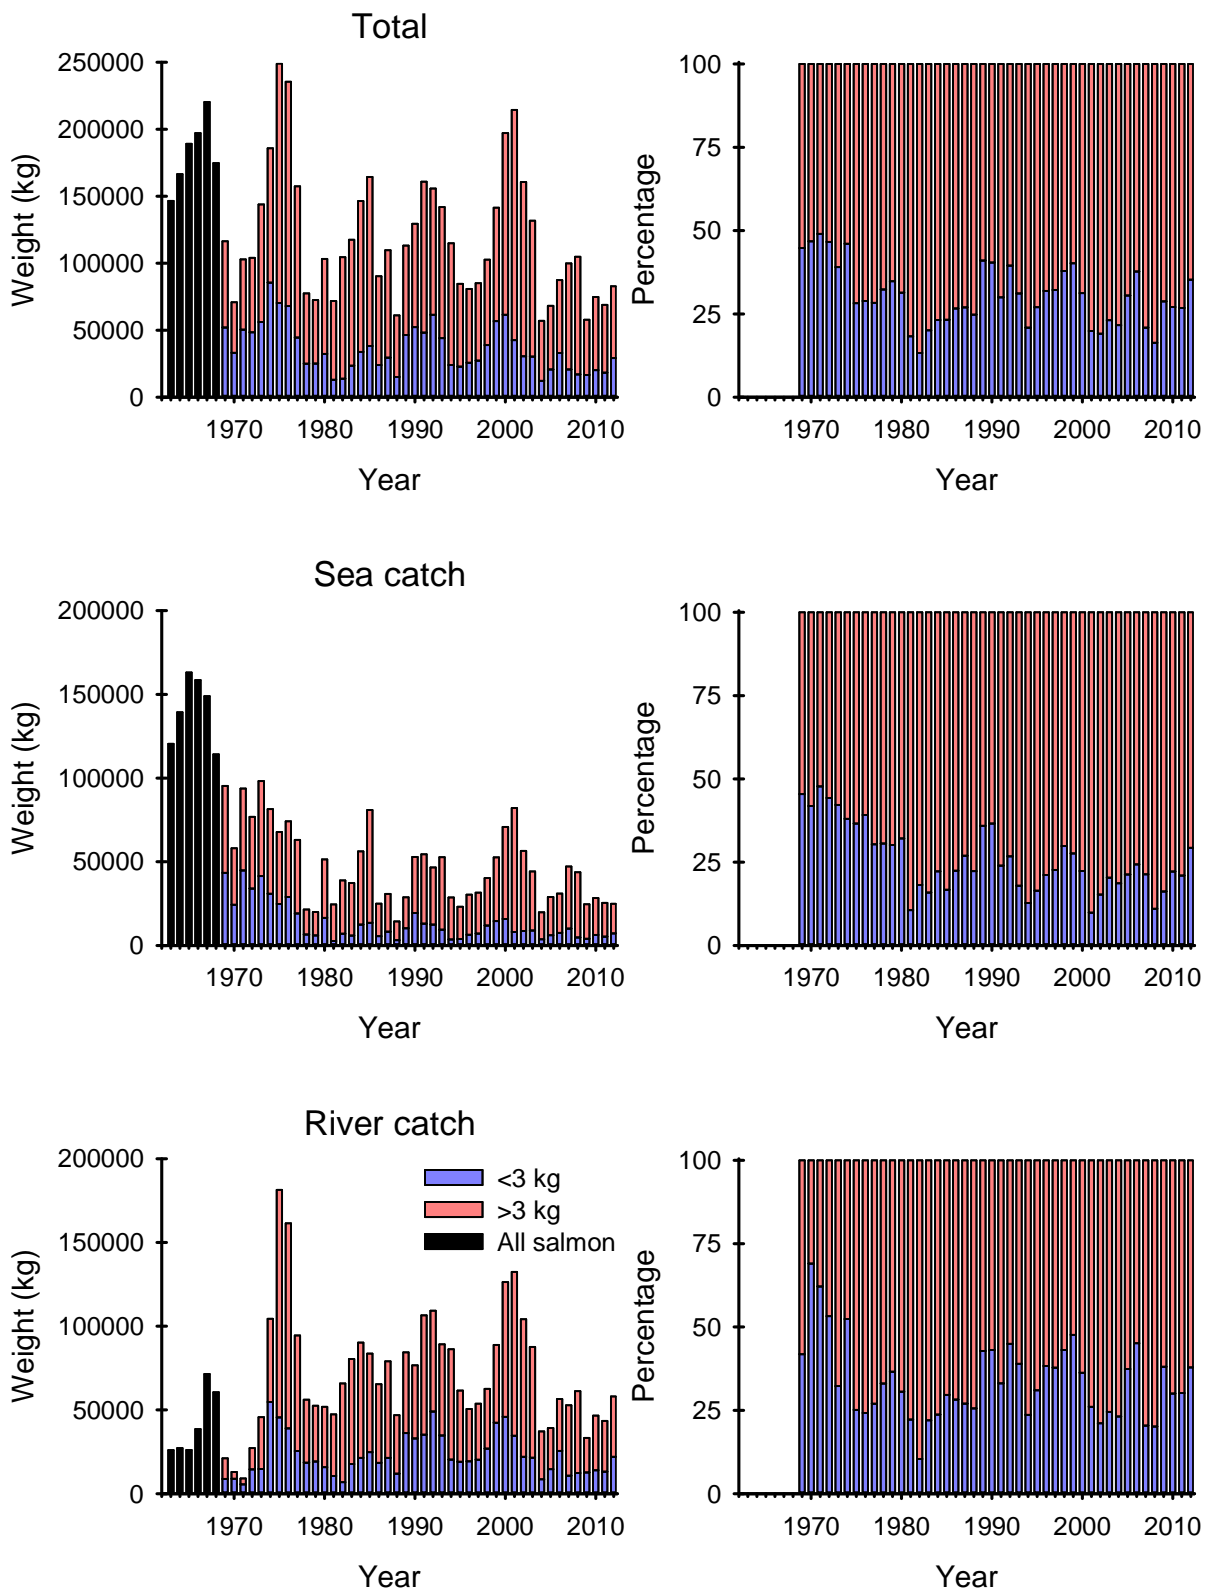 Total
250000
200000
150000
100000
50000
0
Weight (kg)
1970 1980 1990 2000 2010
Year
100
75
50
25
0
Percentage
1970 1980 1990 2000 2010
Year
Sea catch
200000
150000
100000
50000
0
Weight (kg)
1970 1980 1990 2000 2010
Year
100
75
50
25
0
Percentage
1970 1980 1990 2000 2010
Year
River catch
200000
150000
100000
50000
0
Weight (kg)
<3 kg
>3 kg
All salmon
1970 1980 1990 2000 2010
Year
100
75
50
25
0
Percentage
1970 1980 1990 2000 2010
Year